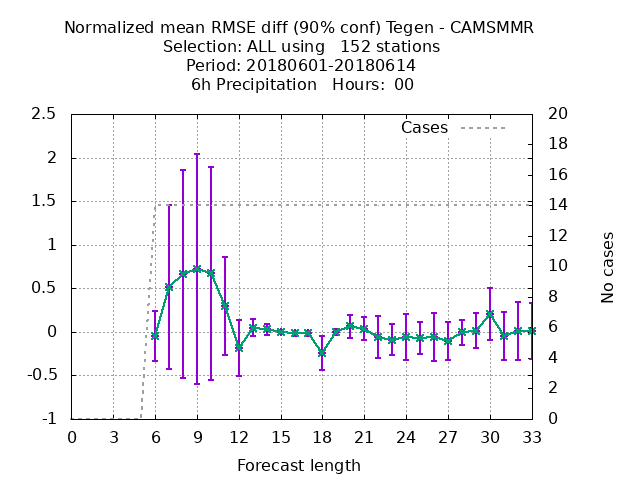 Normalized mean RMSE diff (90% conf) Tegen - CAMSMMR
Selection: ALL using   152 stations
Period: 20180601-20180614
6h Precipitation   Hours:  00
Cases
2.5
2
1.5
1
0.5
0
-0.5
-1
20
18
16
14
12
10
8
6
4
2
0
No cases
0 3 6 9 12 15 18 21 24 27 30 33
Forecast length